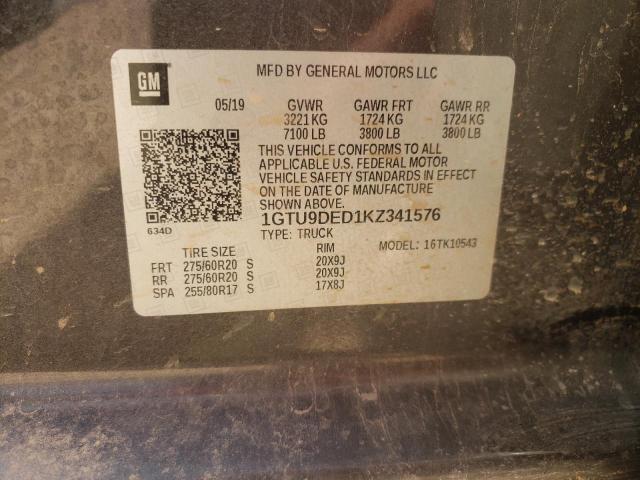 GM
MFD BY GENERAL MOTORS LLC
05/19 GVWR GAWR FRT GAWR RR
3221 KG 1724 KG 1724 KG
7100 LB 3800 LB 3800 LB
THIS VEHICLE CONFORMS TO ALL
APPLICABLE U.S. FEDERAL MOTOR
VEHICLE SAFETY STANDARDS IN EFFECT
ON THE DATE OF MANUFACTURE
SHOWN ABOVE.
1GTU9DED1KZ341576
634D TYPE: TRUCK MODEL: 16TK10543
TIRE SIZE RIM
FRT 275/60R20 S 20X9J
RR 275/60R20 S 20X9J
SPA 255/80R17 S 17X8J